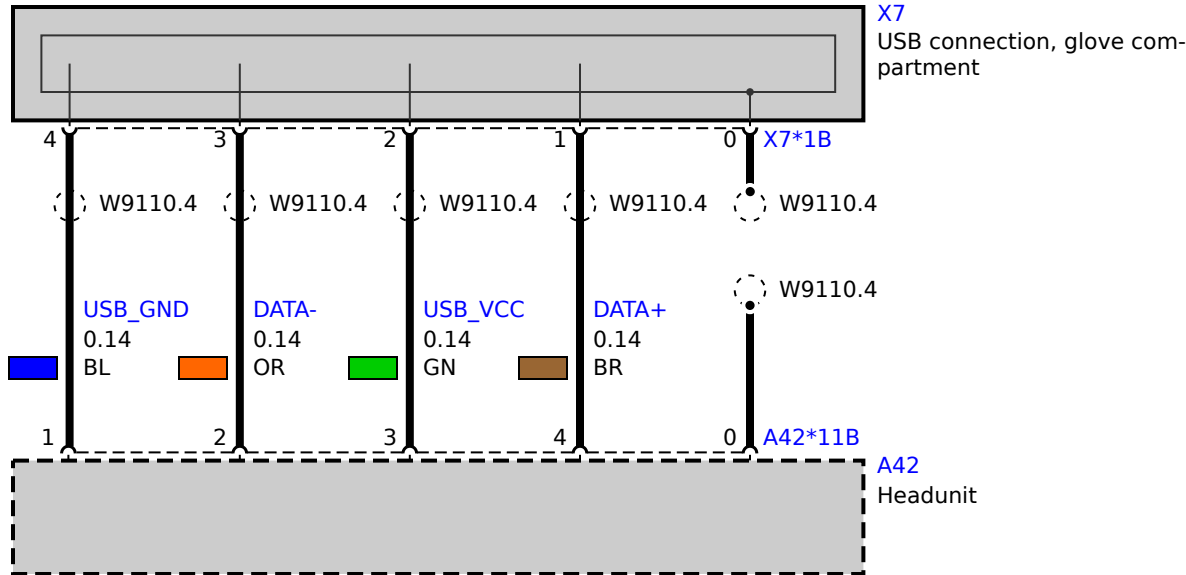 X7
USB connection, glove com-
partment
4 3 2 1 0 X7*1B
W9110.4 W9110.4 W9110.4 W9110.4 W9110.4
W9110.4
USB_GND DATA- USB_VCC DATA+
0.14 0.14 0.14 0.14
BL OR GN BR
1 2 3 4 0 A42*11B
A42
Headunit